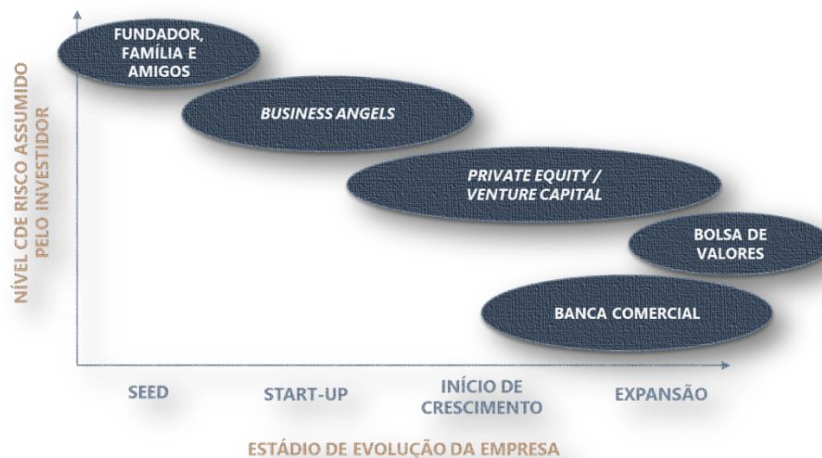 FUNDADOR,
FAMÍLIA E
AMIGOS
BUSINESS ANGELS
PRIVATE EQUITY /
VENTURE CAPITAL
BOLSA DE
VALORES
BANCA COMERCIAL
NÍVEL CDE RISCO ASSUMIDO
PELO INVESTIDOR
SEED
START-UP
INÍCIO DE
CRESCIMENTO
EXPANSÃO
ESTÁDIO DE EVOLUÇÃO DA EMPRESA